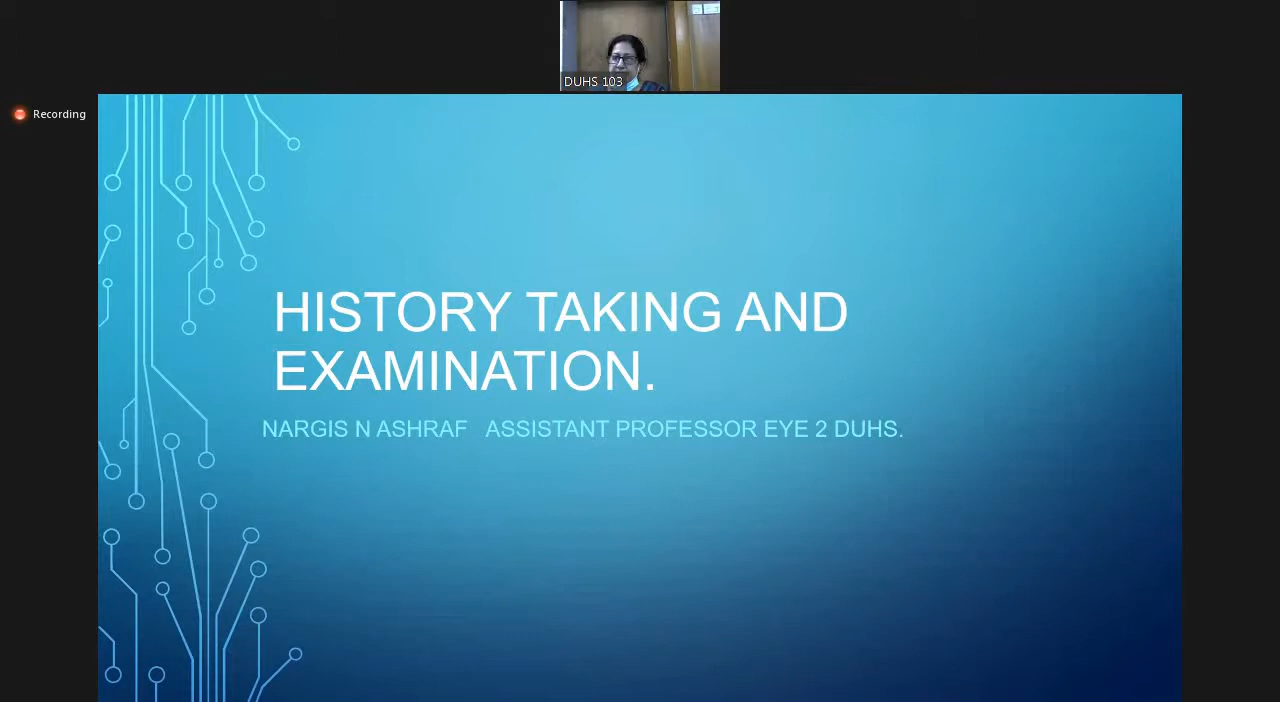 DUHS 103
Recording
HISTORY TAKING AND
EXAMINATION.
NARGIS N ASHRAF   ASSISTANT PROFESSOR EYE 2 DUHS.